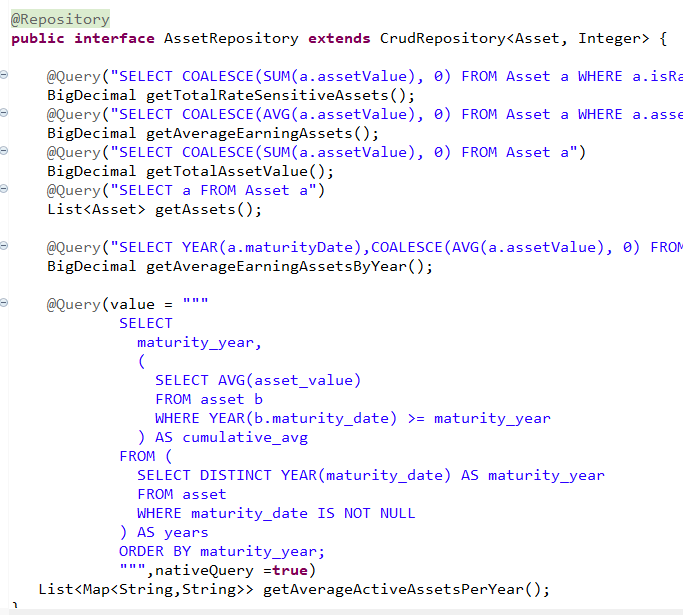 @Repository
public interface AssetRepository extends CrudRepository<Asset, Integer> {
@Query("SELECT COALESCE(SUM(a.assetValue), 0) FROM Asset a WHERE a.isRa
BigDecimal getTotalRateSensitiveAssets();
@Query("SELECT COALESCE(AVG(a.assetValue), 0) FROM Asset a WHERE a.asse
BigDecimal getAverageEarningAssets();
@Query("SELECT COALESCE(SUM(a.assetValue), 0) FROM Asset a")
BigDecimal getTotalAssetValue();
@Query("SELECT a FROM Asset a")
List<Asset> getAssets();
@Query("SELECT YEAR(a.maturityDate),COALESCE(AVG(a.assetValue), 0) FROM
BigDecimal getAverageEarningAssetsByYear();
@Query(value = """
SELECT
maturity_year,
(
SELECT AVG(asset_value)
FROM asset b
WHERE YEAR(b.maturity_date) >= maturity_year
) AS cumulative_avg
FROM (
SELECT DISTINCT YEAR(maturity_date) AS maturity_year
FROM asset
WHERE maturity_date IS NOT NULL
) AS years
ORDER BY maturity_year;
""",nativeQuery =true)
List<Map<String,String>> getAverageActiveAssetsPerYear();
}